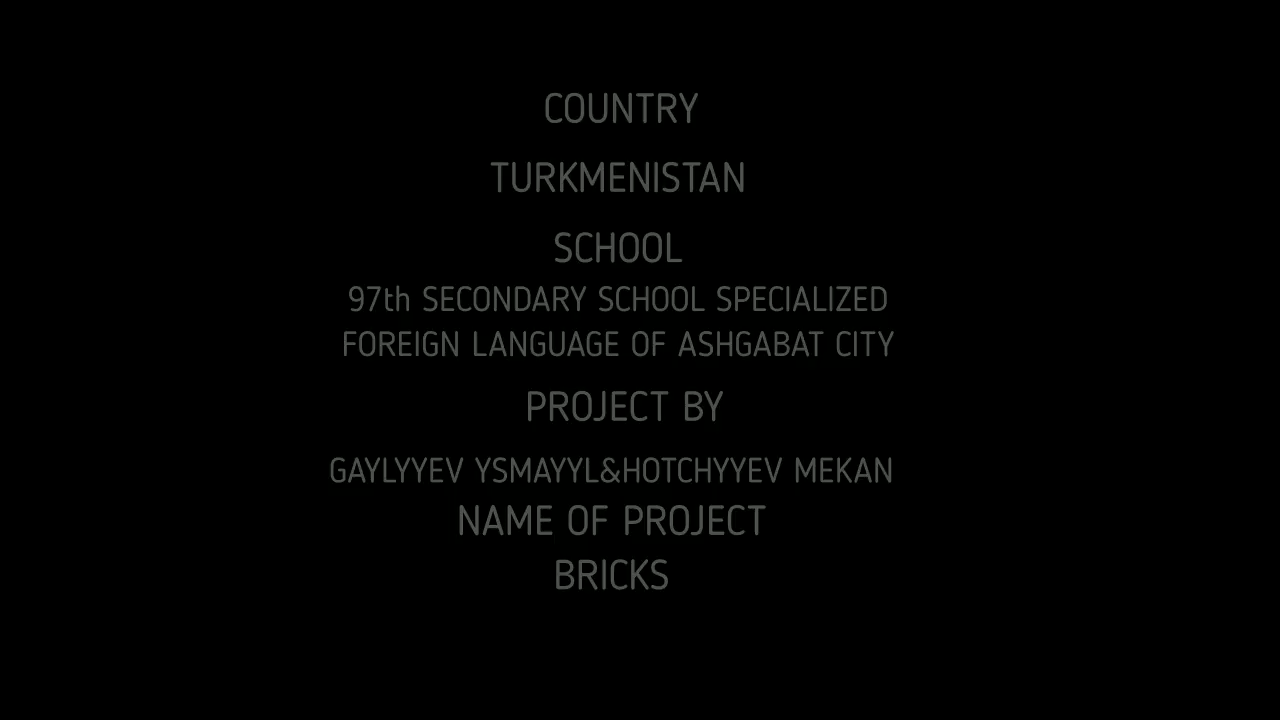 COUNTRY
TURKMENISTAN
SCHOOL
97th SECONDARY SCHOOL SPECIALIZED
FOREIGN LANGUAGE OF ASHGABAT CITY
PROJECT BY
GAYLYYEV YSMAYYL&HOTCHYYEV MEKAN
NAME OF PROJECT
BRICKS